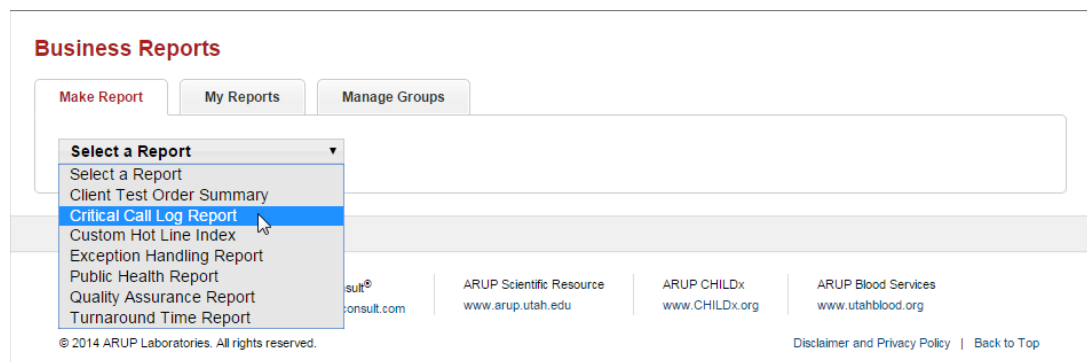 Business Reports
Make Report
My Reports
Manage Groups
Select a Report
Select a Report
Client Test Order Summary
Critical Call Log Report
Custom Hot Line Index
Exception Handling Report
Public Health Report
Quality Assurance Report
Turnaround Time Report
sult®
ARUP Scientific Resource
ARUP CHILDx
ARUP Blood Services
consult.com
www.arup.utah.edu
www.CHILDx.org
www.utahblood.org
© 2014 ARUP Laboratories. All rights reserved.
Disclaimer and Privacy Policy | Back to Top